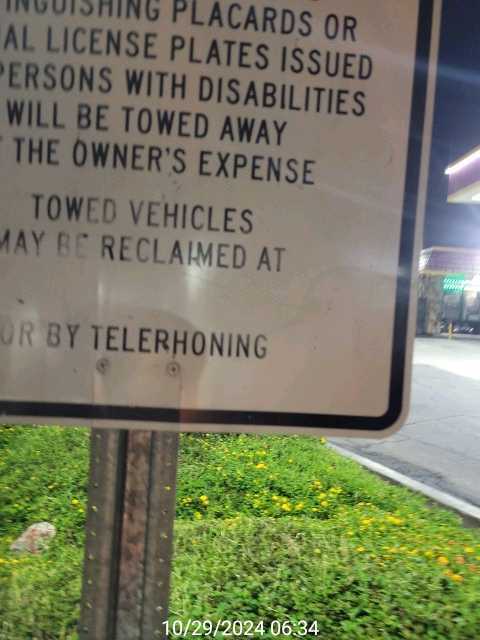 INGUISHING PLACARDS OR
AL LICENSE PLATES ISSUED
PERSONS WITH DISABILITIES
WILL BE TOWED AWAY
THE OWNER'S EXPENSE
TOWED VEHICLES
MAY BE RECLAIMED AT
OR BY TELERHONING
10/29/2024 06:34